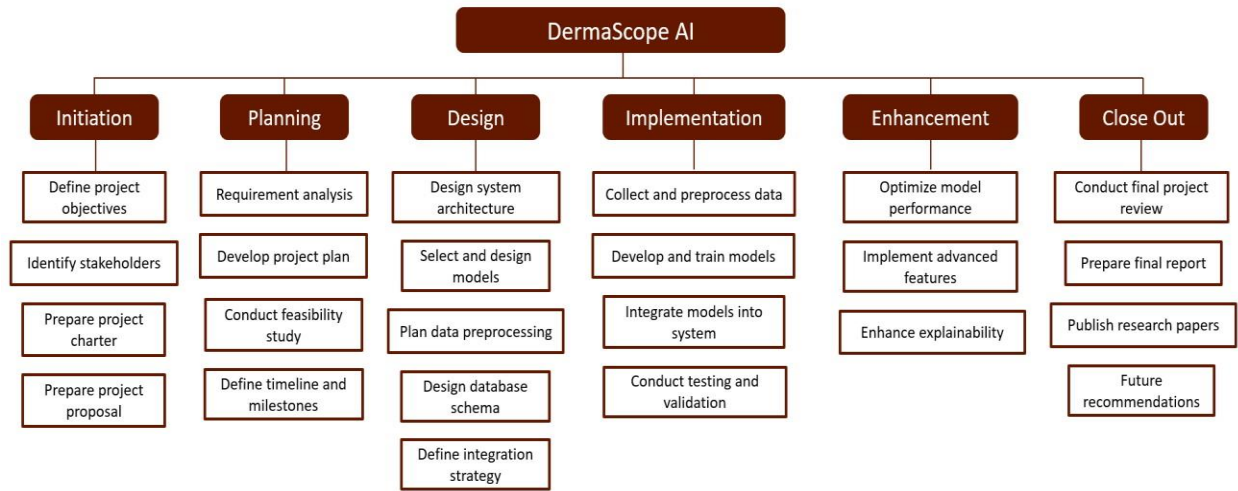 DermaScope AI
Initiation
Planning
Design
Implementation
Enhancement
Close Out
Define project
objectives
Identify stakeholders
Prepare project
charter
Prepare project
proposal
Requirement analysis
Develop project plan
Conduct feasibility
study
Define timeline and
milestones
Design system
architecture
Select and design
models
Plan data preprocessing
Design database
schema
Define integration
strategy
Collect and preprocess data
Develop and train models
Integrate models into
system
Conduct testing and
validation
Optimize model
performance
Implement advanced
features
Enhance explainability
Conduct final project
review
Prepare final report
Publish research papers
Future
recommendations